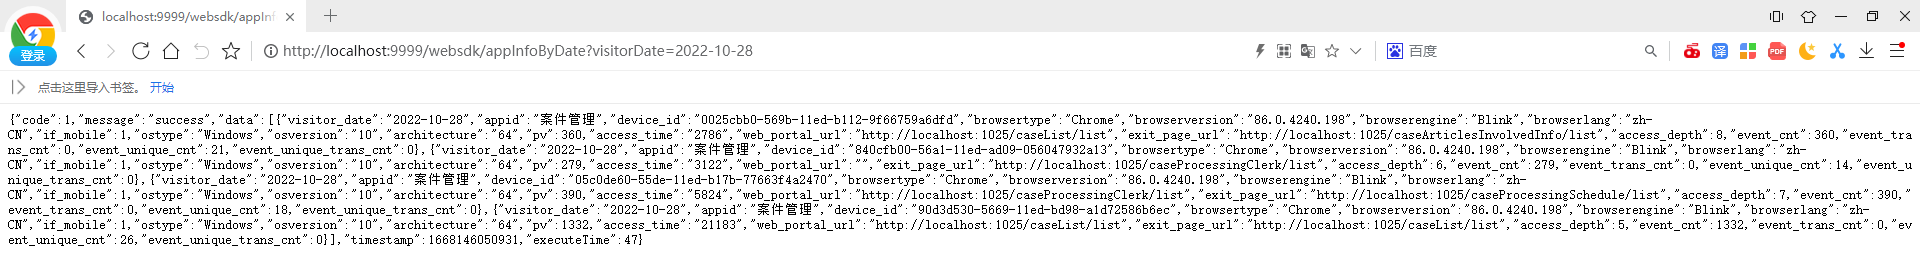 localhost:9999/websdk/appInf
登录
http://localhost:9999/websdk/appInfoByDate?visitorDate=2022-10-28
百度
译
PDF
点击这里导入书签。 开始
{"code":1,"message":"success","data":[{"visitor_date":"2022-10-28","appid":"案件管理","device_id":"0025cbb0-569b-11ed-b112-9f66759a6dfd","browsertype":"Chrome","browserversion":"86.0.4240.198","browserengine":"Blink","browserlang":"zh-
CN","if_mobile":1,"ostype":"Windows","osversion":"10","architecture":"64","pv":360,"access_time":"2786","web_portal_url":"http://localhost:1025/caseList/list","exit_page_url":"http://localhost:1025/caseArticlesInvolvedInfo/list","access_depth":8,"event_cnt":360,"event_tra
ns_cnt":0,"event_unique_cnt":21,"event_unique_trans_cnt":0},{"visitor_date":"2022-10-28","appid":"案件管理","device_id":"840cfb00-56a1-11ed-ad09-056047932a13","browsertype":"Chrome","browserversion":"86.0.4240.198","browserengine":"Blink","browserlang":"zh-
CN","if_mobile":1,"ostype":"Windows","osversion":"10","architecture":"64","pv":279,"access_time":"3122","web_portal_url":"","exit_page_url":"http://localhost:1025/caseProcessingClerk/list","access_depth":6,"event_cnt":279,"event_trans_cnt":0,"event_unique_cnt":14,"event_u
nique_trans_cnt":0},{"visitor_date":"2022-10-28","appid":"案件管理","device_id":"05c0de60-55de-11ed-b17b-77663f4a2470","browsertype":"Chrome","browserversion":"86.0.4240.198","browserengine":"Blink","browserlang":"zh-
CN","if_mobile":1,"ostype":"Windows","osversion":"10","architecture":"64","pv":390,"access_time":"5824","web_portal_url":"http://localhost:1025/caseProcessingClerk/list","exit_page_url":"http://localhost:1025/caseProcessingSchedule/list","access_depth":7,"event_cnt":390,
"event_trans_cnt":0,"event_unique_cnt":18,"event_unique_trans_cnt":0},{"visitor_date":"2022-10-28","appid":"案件管理","device_id":"90d3d530-5669-11ed-bd98-a1d72586b6ec","browsertype":"Chrome","browserversion":"86.0.4240.198","browserengine":"Blink","browserlang":"zh-
CN","if_mobile":1,"ostype":"Windows","osversion":"10","architecture":"64","pv":1332,"access_time":"21183","web_portal_url":"http://localhost:1025/caseList/list","exit_page_url":"http://localhost:1025/caseList/list","access_depth":5,"event_cnt":1332,"event_trans_cnt":0,"ev
ent_unique_cnt":26,"event_unique_trans_cnt":0}],"timestamp":1668146050931,"executeTime":47}